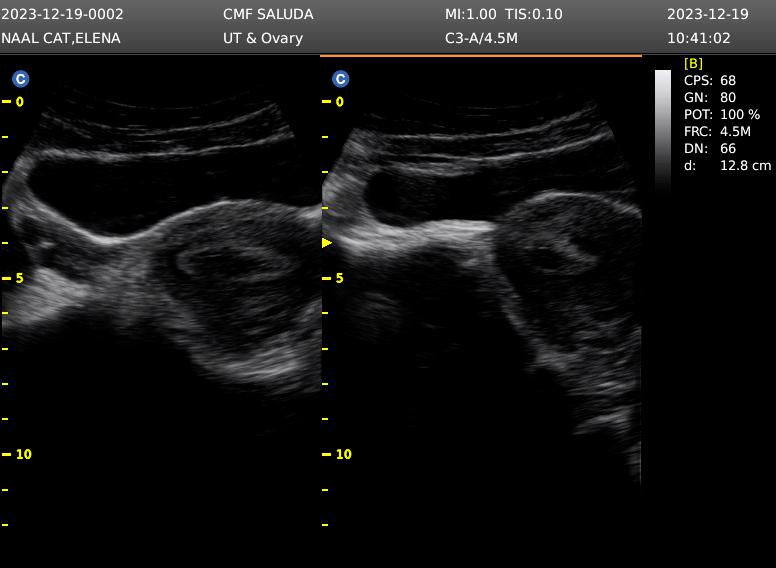 2023-12-19-0002 CMF SALUDA MI:1.00 TIS:0.10 2023-12-19
NAAL CAT,ELENA UT & Ovary C3-A/4.5M 10:41:02
C C
[B]
CPS: 68
GN: 80
POT: 100 %
FRC: 4.5M
DN: 66
d: 12.8 cm
0 0
5 5
10 10